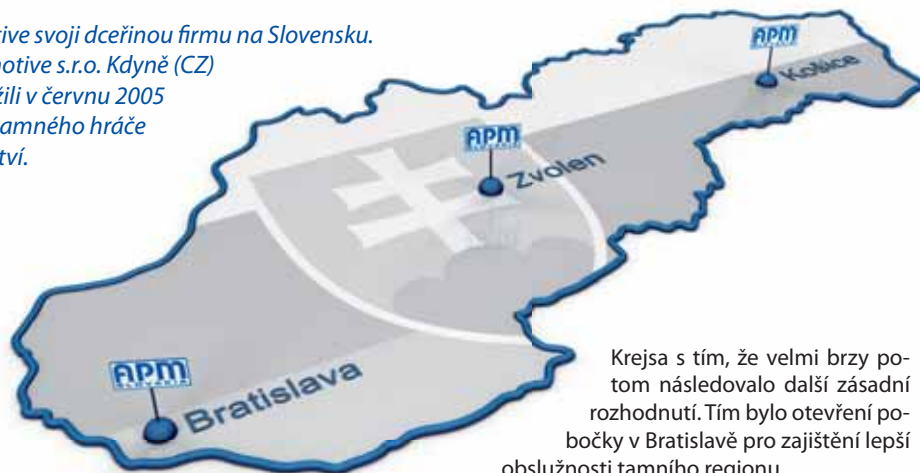 ive svoji dceřinou firmu na Slovensku.
notive s.r.o. Kdyně (CZ)
žili v červnu 2005
amného hráče
tví.
APM
Košice
APM
Zvolen
APM
SLOVAKIA
Bratislava
Krejsa s tím, že velmi brzy po-
tom následovalo další zásadní
rozhodnutí. Tím bylo otevření po-
bočky v Bratislavě pro zajištění lepší
obslužnosti tamního regionu.